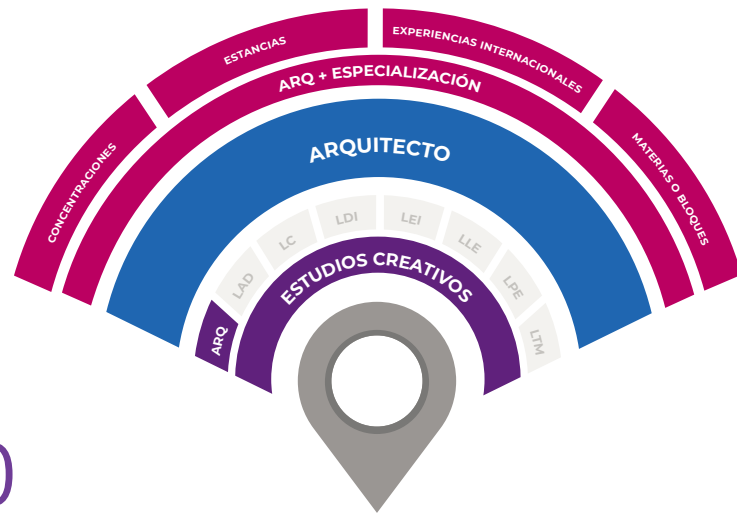 CONCENTRACIONES
ESTANCIAS
EXPERIENCIAS INTERNACIONALES
MATERIAS O BLOQUES
ARQ + ESPECIALIZACIÓN
ARQUITECTO
ARQ
LAD
LC
LDI
LEI
LLE
LPE
LTM
ESTUDIOS CREATIVOS